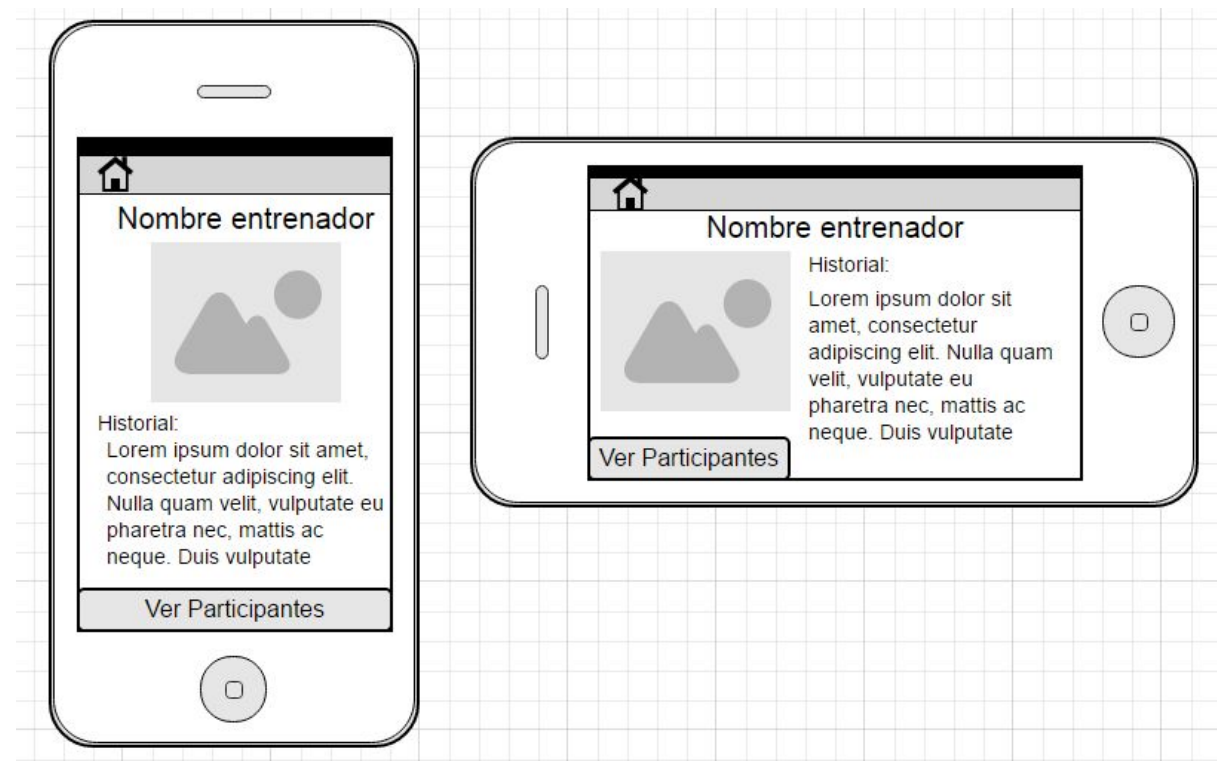 Nombre entrenador
Historial:
Lorem ipsum dolor sit amet,
consectetur adipiscing elit.
Nulla quam velit, vulputate eu
pharetra nec, mattis ac
neque. Duis vulputate
Ver Participantes
Nombre entrenador
Historial:
Lorem ipsum dolor sit
amet, consectetur
adipiscing elit. Nulla quam
velit, vulputate eu
pharetra nec, mattis ac
neque. Duis vulputate
Ver Participantes